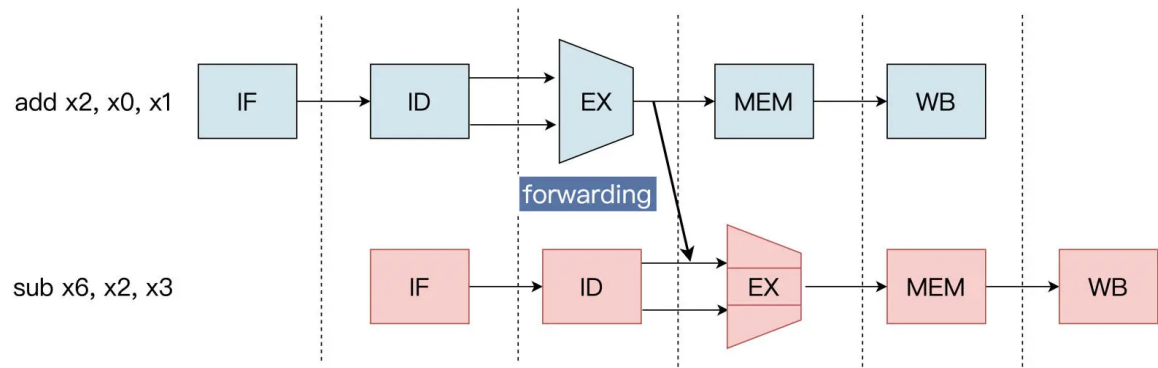 add x2, x0, x1
IF
ID
EX
MEM
WB
forwarding
sub x6, x2, x3
IF
ID
EX
MEM
WB